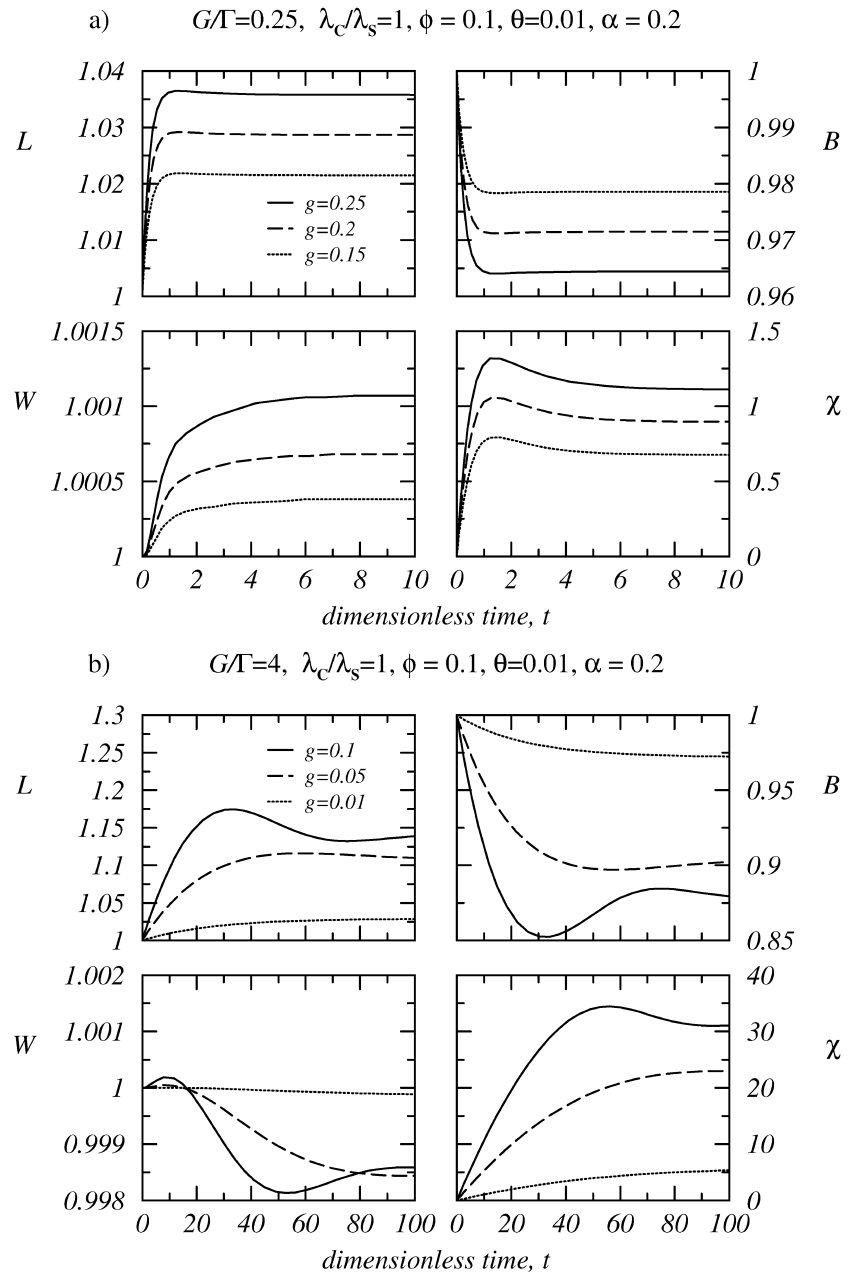 a) G/Γ=0.25, λ_C/λ_S=1, ϕ = 0.1, θ=0.01, α = 0.2
1.04 1
L 1.03 0.99 B
1.02 0.98
g=0.25
g=0.2
1.01 0.97
g=0.15
1 0.96
1.0015 1.5
W 1.001 1 χ
1.0005 0.5
1 0
0 2 4 6 8 10 0 2 4 6 8 10
dimensionless time, t
b) G/Γ=4, λ_C/λ_S=1, ϕ = 0.1, θ=0.01, α = 0.2
1.3 1
g=0.1
1.25
L g=0.05 B
1.2 0.95
g=0.01
1.15
1.1 0.9
1.05
1 0.85
1.002 40
W 1.001 30 χ
1 20
0.999 10
0.998 0
0 20 40 60 80 100 0 20 40 60 80 100
dimensionless time, t